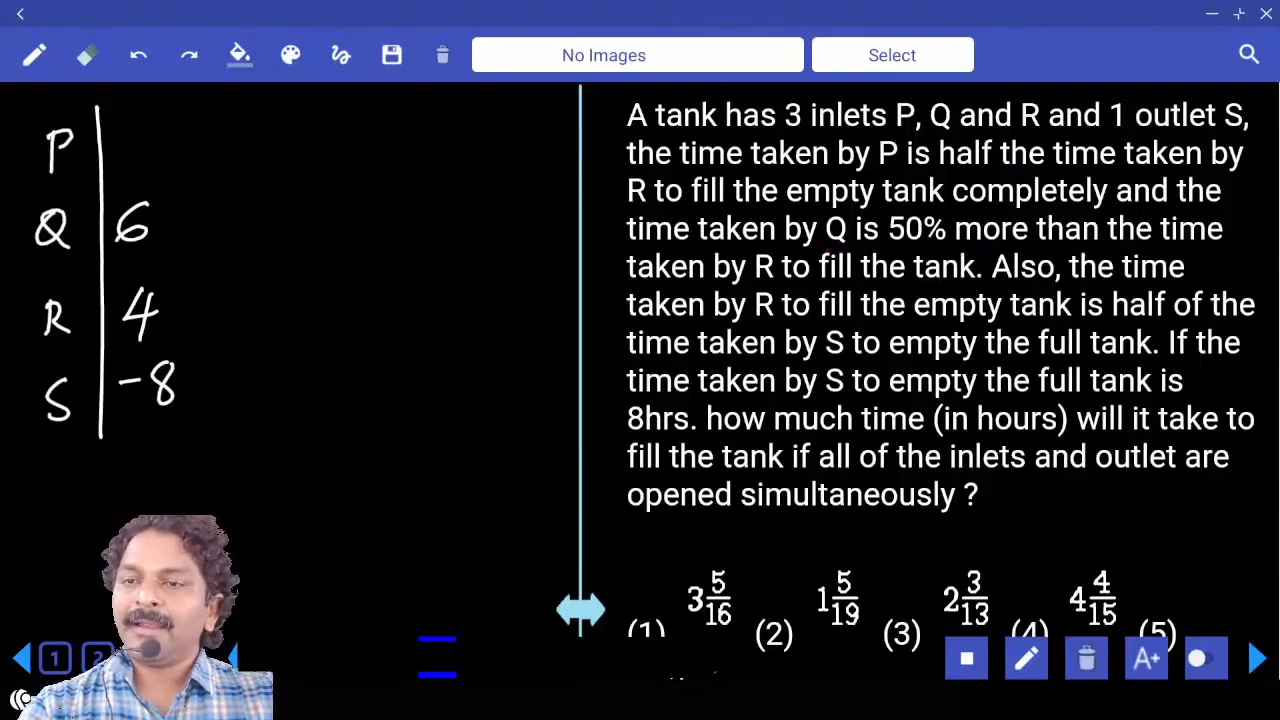 No Images
Select
P
Q 6
R 4
S -8
A tank has 3 inlets P, Q and R and 1 outlet S,
the time taken by P is half the time taken by
R to fill the empty tank completely and the
time taken by Q is 50% more than the time
taken by R to fill the tank. Also, the time
taken by R to fill the empty tank is half of the
time taken by S to empty the full tank. If the
time taken by S to empty the full tank is
8hrs. how much time (in hours) will it take to
fill the tank if all of the inlets and outlet are
opened simultaneously ?
(1) 3 5/16 (2) 1 5/19 (3) 2 3/13 (4) 4 4/15 (5)
1 2
A+